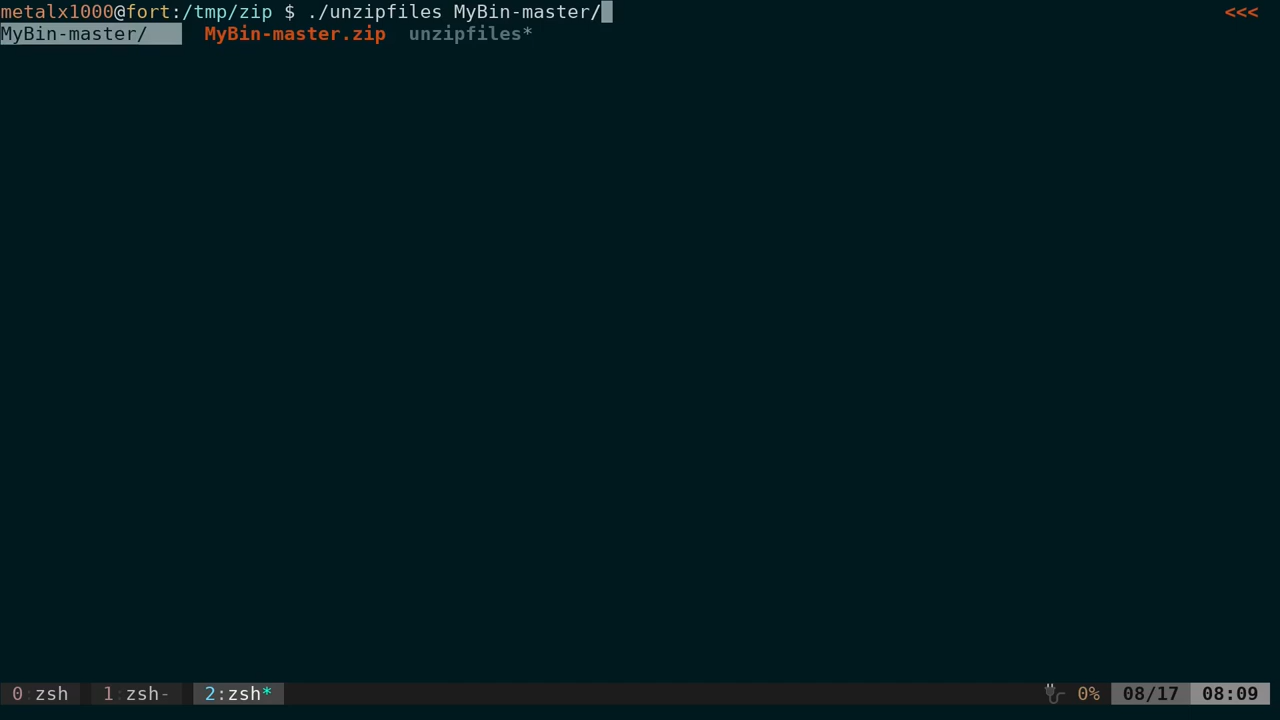 metalx1000@fort:/tmp/zip $ ./unzipfiles MyBin-master/ <<<
MyBin-master/ MyBin-master.zip unzipfiles*
0:zsh 1:zsh- 2:zsh* 0% 08/17 08:09